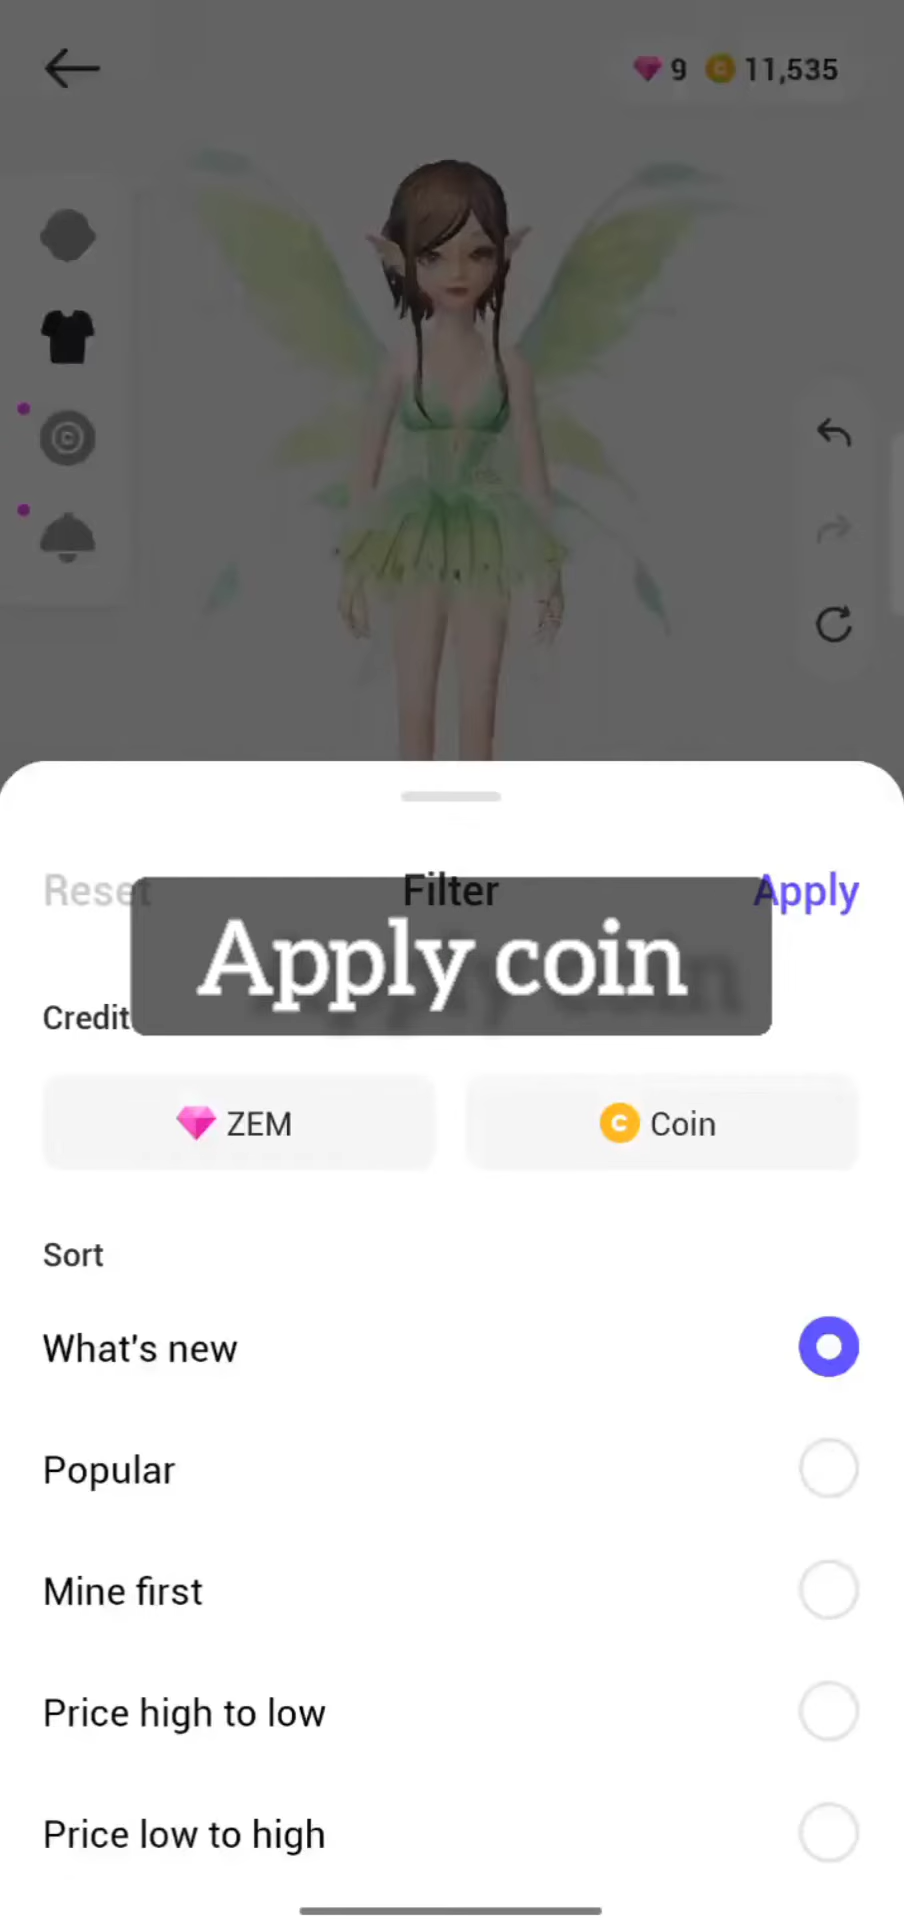 9 11,535
Reset Filter Apply
Apply coin
Credit
ZEM Coin
Sort
What's new
Popular
Mine first
Price high to low
Price low to high